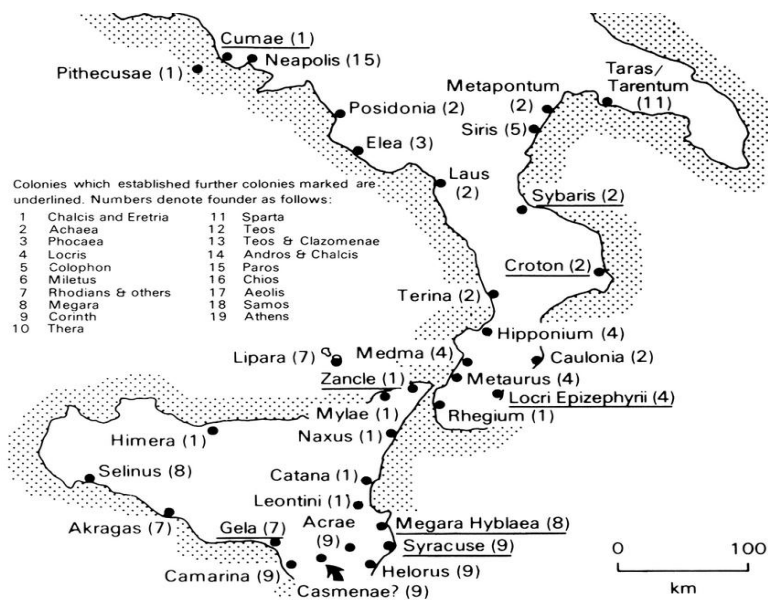 Cumae (1)
Neapolis (15)
Pithecusae (1)
Taras/
Tarentum
(11)
Metapontum
(2)
Posidonia (2)
Siris (5)
Elea (3)
Laus
(2)
Colonies which established further colonies marked are
underlined. Numbers denote founder as follows:
1 Chalcis and Eretria
2 Achaea
3 Phocaea
4 Locris
5 Colophon
6 Miletus
7 Rhodians & others
8 Megara
9 Corinth
10 Thera
11 Sparta
12 Teos
13 Teos & Clazomenae
14 Andros & Chalcis
15 Paros
16 Chios
17 Aeolis
18 Samos
19 Athens
Sybaris (2)
Croton (2)
Terina (2)
Hipponium (4)
Lipara (7)
Medma (4)
Caulonia (2)
Zancle (1)
Metaurus (4)
Locri Epizephyrii (4)
Mylae (1)
Rhegium (1)
Himera (1)
Naxus (1)
Selinus (8)
Catana (1)
Leontini (1)
Akragas (7)
Gela (7)
Acrae
(9)
Megara Hyblaea (8)
Syracuse (9)
Camarina (9)
Helorus (9)
Casmenae? (9)
0 100
km